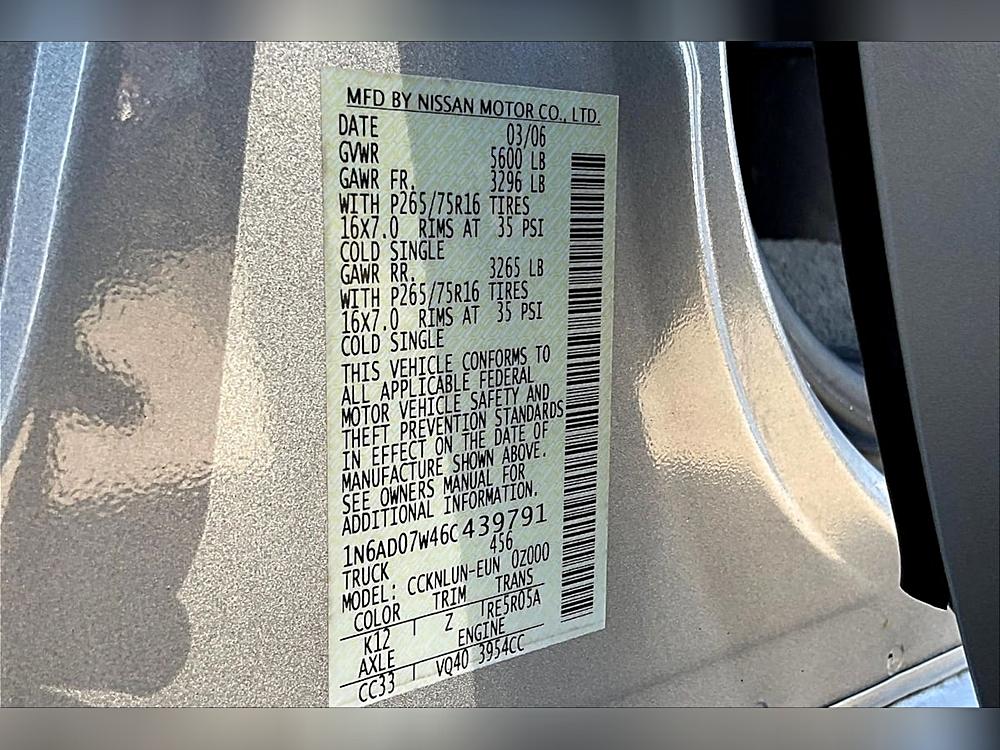 MFD BY NISSAN MOTOR CO., LTD.
DATE 03/06
GVWR 5600 LB
GAWR FR. 3296 LB
WITH P265/75R16 TIRES
16X7.0 RIMS AT 35 PSI
COLD SINGLE
GAWR RR. 3265 LB
WITH P265/75R16 TIRES
16X7.0 RIMS AT 35 PSI
COLD SINGLE
THIS VEHICLE CONFORMS TO
ALL APPLICABLE FEDERAL
MOTOR VEHICLE SAFETY AND
THEFT PREVENTION STANDARDS
IN EFFECT ON THE DATE OF
MANUFACTURE SHOWN ABOVE.
SEE OWNERS MANUAL FOR
ADDITIONAL INFORMATION.
1N6AD07W46C439791
TRUCK 456
MODEL: CCKNLUN-EUN 0Z000
COLOR TRIM TRANS
K12 Z RE5R05A
AXLE ENGINE
CC33 VQ40 3954CC